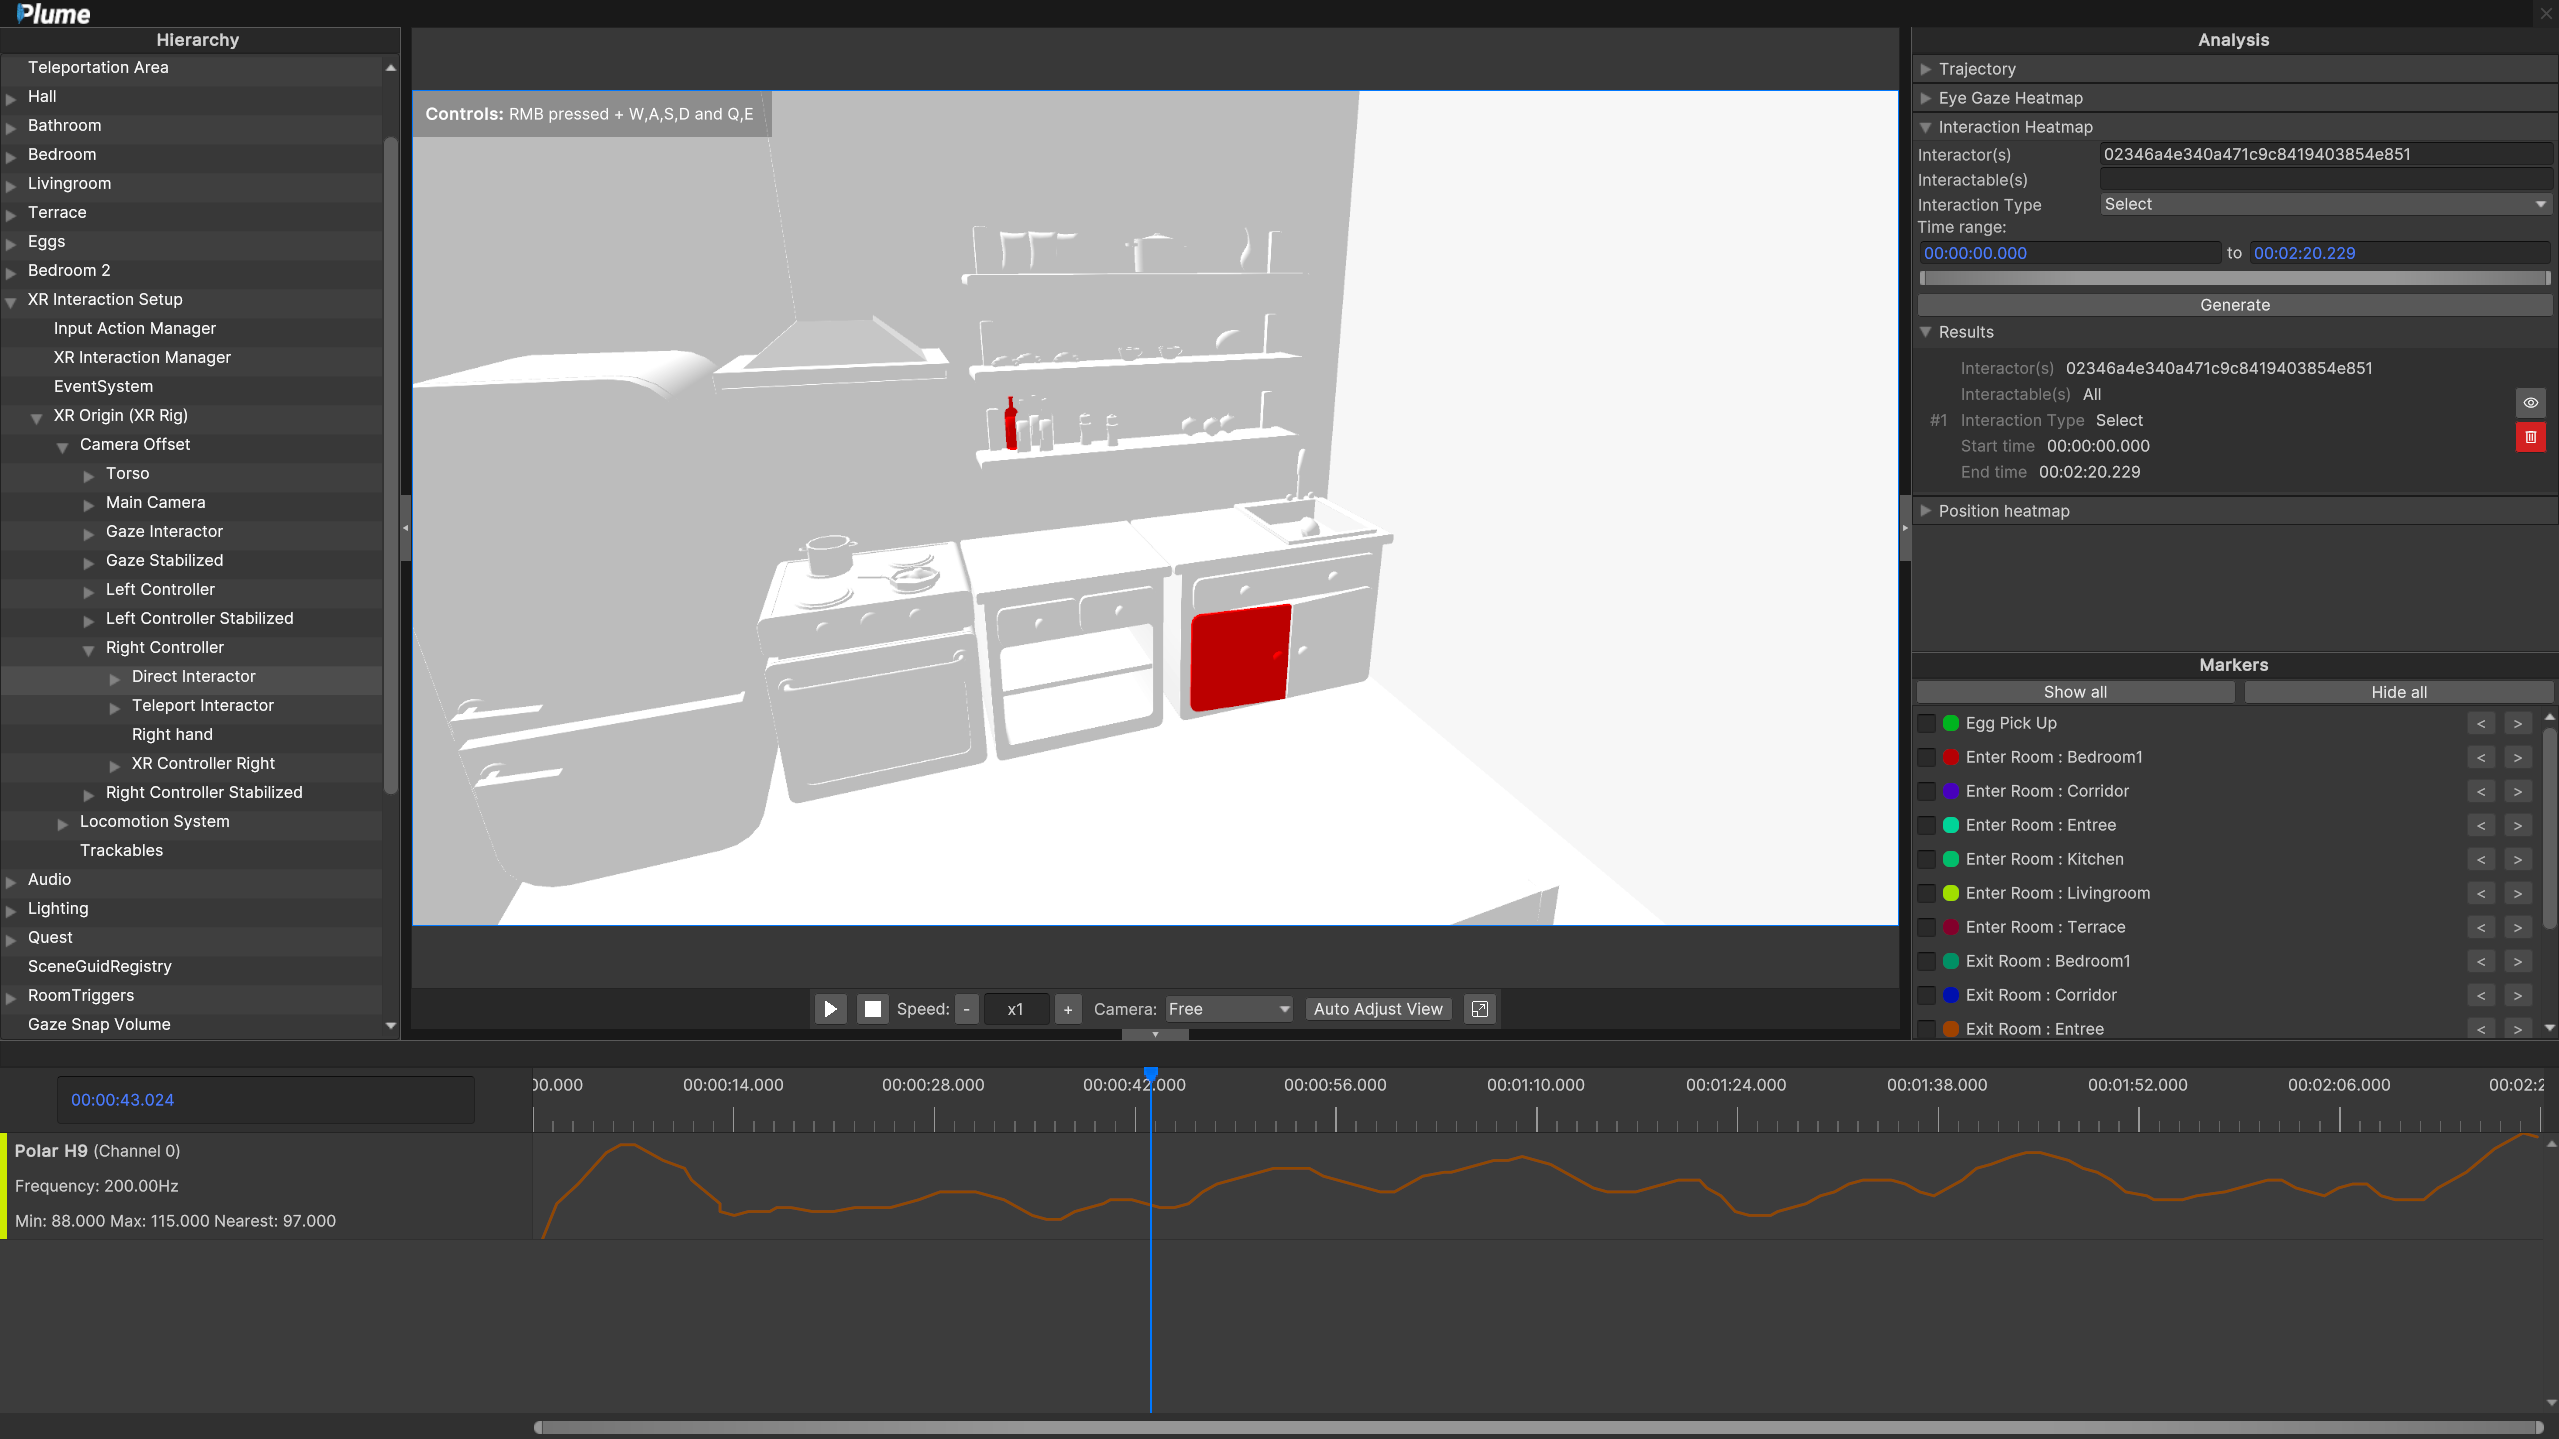 Plume
Hierarchy
Teleportation Area
Hall
Bathroom
Bedroom
Livingroom
Terrace
Eggs
Bedroom 2
XR Interaction Setup
Input Action Manager
XR Interaction Manager
EventSystem
XR Origin (XR Rig)
Camera Offset
Torso
Main Camera
Gaze Interactor
Gaze Stabilized
Left Controller
Left Controller Stabilized
Right Controller
Direct Interactor
Teleport Interactor
Right hand
XR Controller Right
Right Controller Stabilized
Locomotion System
Trackables
Audio
Lighting
Quest
SceneGuidRegistry
RoomTriggers
Gaze Snap Volume
Controls: RMB pressed + W,A,S,D and Q,E
Speed: - x1 + Camera: Free Auto Adjust View
Analysis
Trajectory
Eye Gaze Heatmap
Interaction Heatmap
Interactor(s) 02346a4e340a471c9c8419403854e851
Interactable(s)
Interaction Type Select
Time range:
00:00:00.000 to 00:02:20.229
Generate
Results
Interactor(s) 02346a4e340a471c9c8419403854e851
Interactable(s) All
#1 Interaction Type Select
Start time 00:00:00.000
End time 00:02:20.229
Position heatmap
Markers
Show all Hide all
Egg Pick Up < >
Enter Room : Bedroom1 < >
Enter Room : Corridor < >
Enter Room : Entree < >
Enter Room : Kitchen < >
Enter Room : Livingroom < >
Enter Room : Terrace < >
Exit Room : Bedroom1 < >
Exit Room : Corridor < >
Exit Room : Entree < >
00:00:43.024
00.000 00:00:14.000 00:00:28.000 00:00:42.000 00:00:56.000 00:01:10.000 00:01:24.000 00:01:38.000 00:01:52.000 00:02:06.000 00:02:2
Polar H9 (Channel 0)
Frequency: 200.00Hz
Min: 88.000 Max: 115.000 Nearest: 97.000